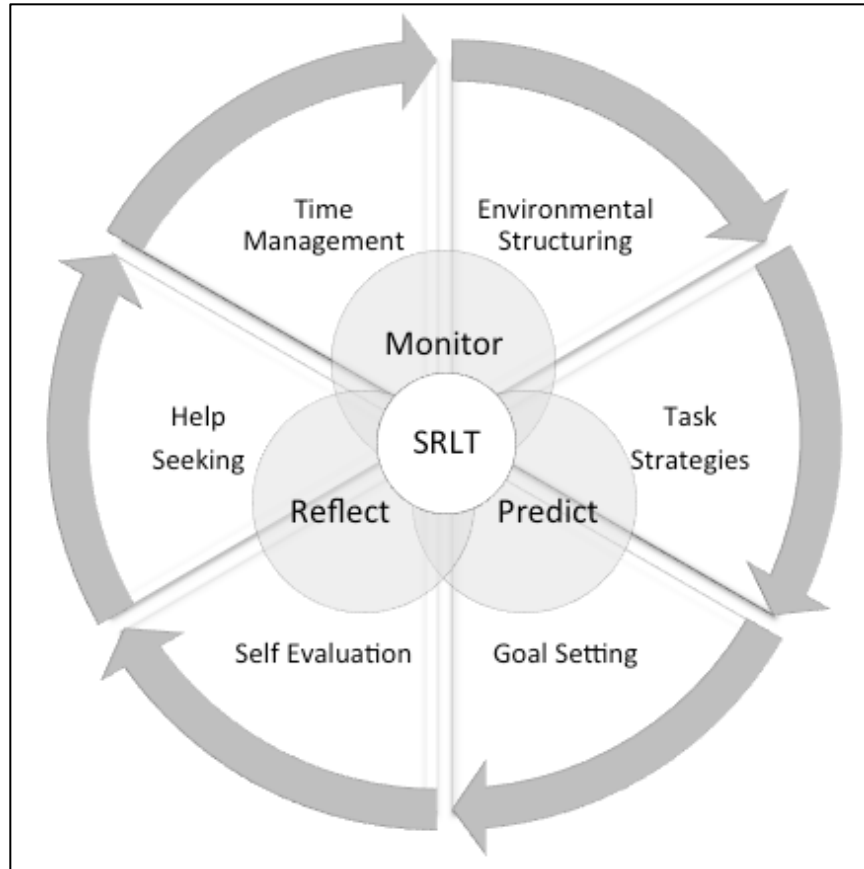 Time
Management
Environmental
Structuring
Monitor
Help
Seeking
SRLT
Task
Strategies
Reflect
Predict
Self Evaluation
Goal Setting